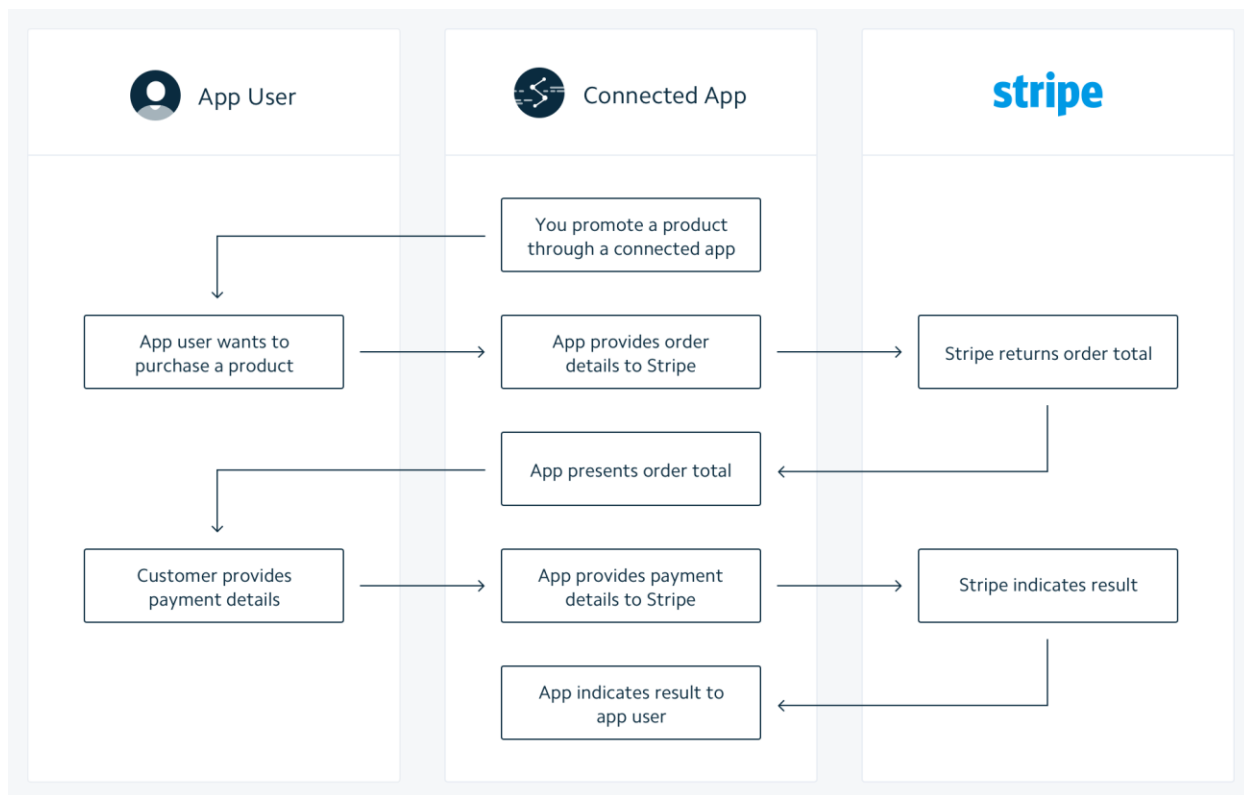 App User
Connected App
stripe
You promote a product
through a connected app
App user wants to
purchase a product
App provides order
details to Stripe
Stripe returns order total
App presents order total
Customer provides
payment details
App provides payment
details to Stripe
Stripe indicates result
App indicates result to
app user